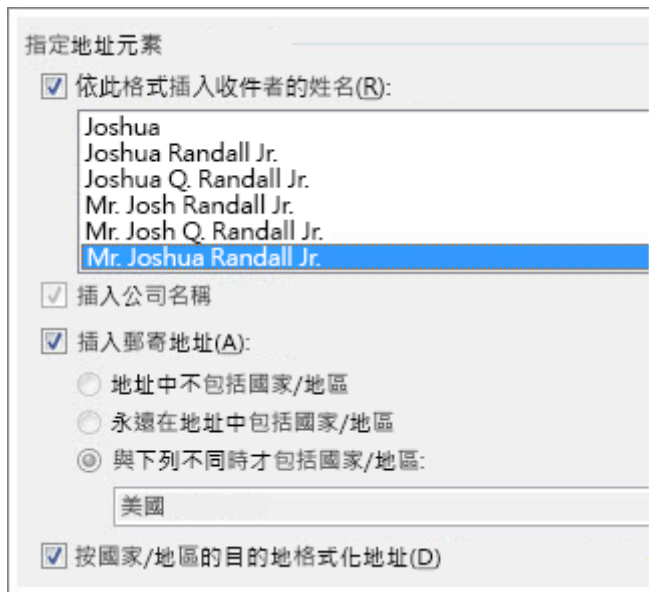 指定地址元素
依此格式插入收件者的姓名(R):
Joshua
Joshua Randall Jr.
Joshua Q. Randall Jr.
Mr. Josh Randall Jr.
Mr. Josh Q. Randall Jr.
Mr. Joshua Randall Jr.
插入公司名稱
插入郵寄地址(A):
地址中不包括國家/地區
永遠在地址中包括國家/地區
與下列不同時才包括國家/地區:
美國
按國家/地區的目的地格式化地址(D)